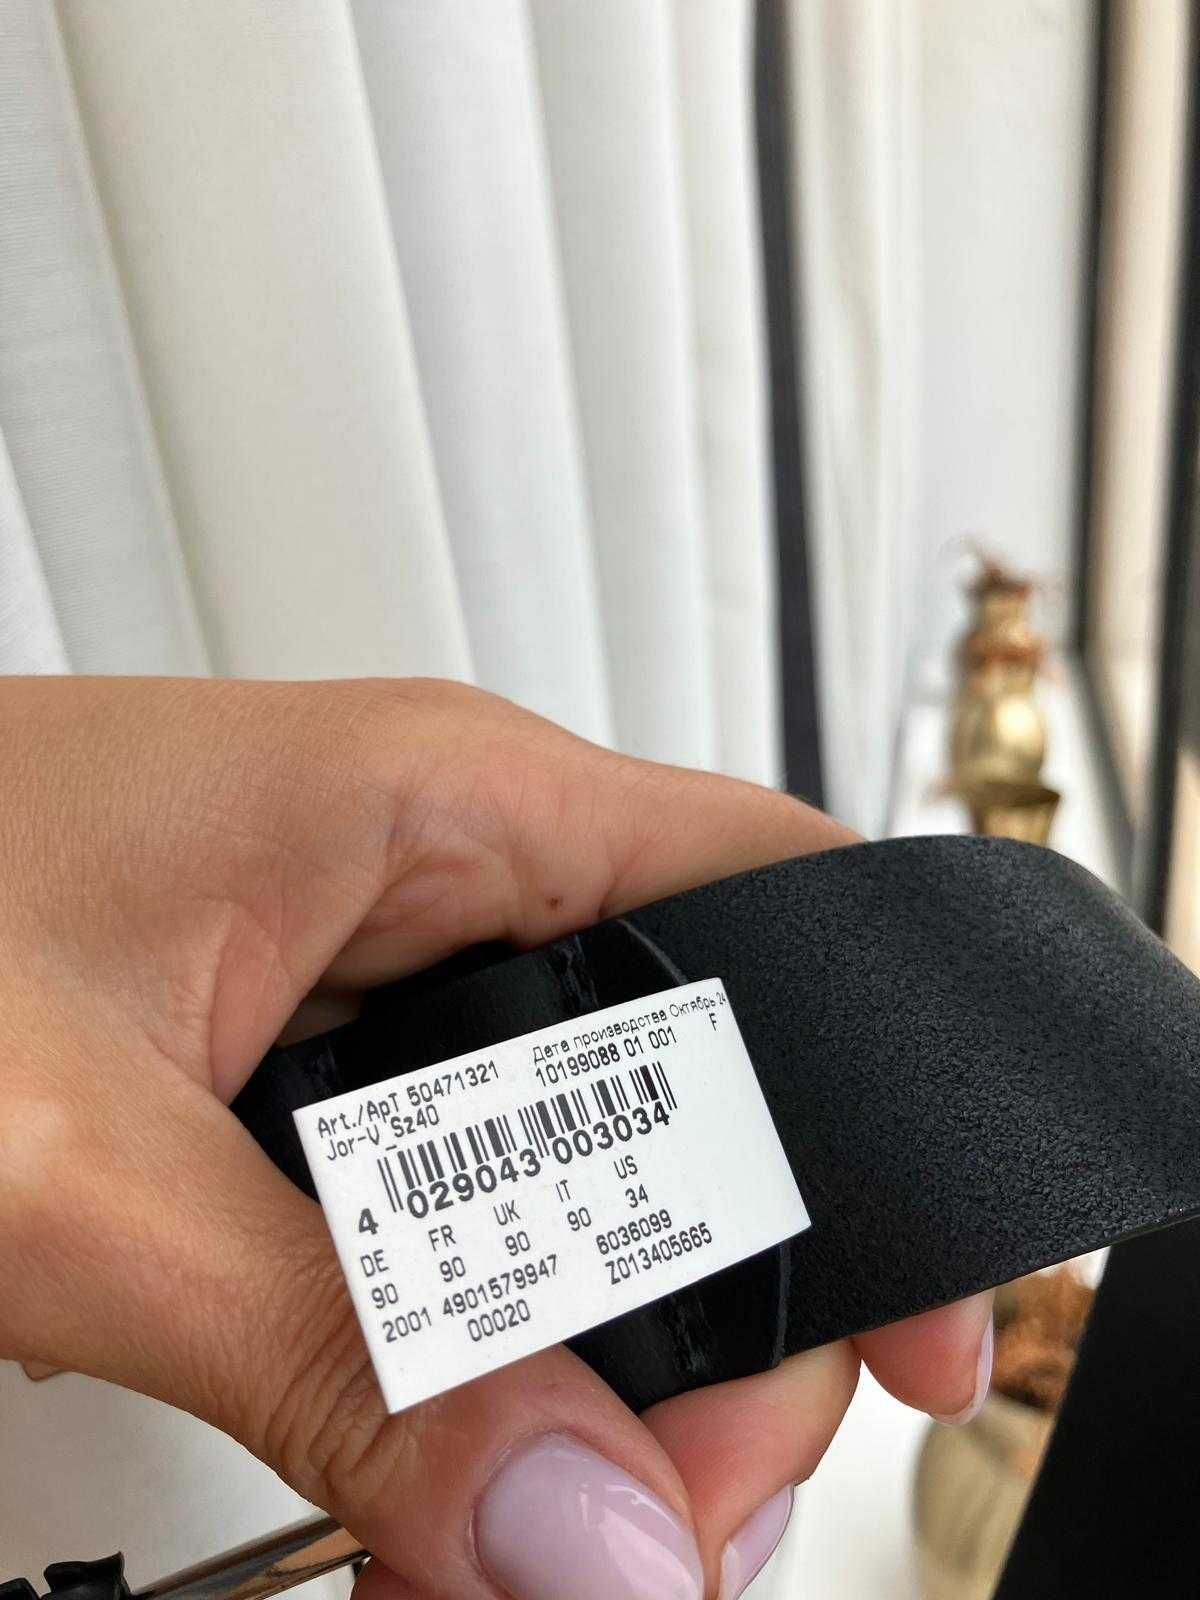 Дата производства Октябрь 24
Art./АрТ 50471321 10199088 01 001 F
Jor-V _Sz40
4 029043 003034
DE FR UK IT US
90 90 90 90 34
2001 4901579947 6036099
00020 Z013405665